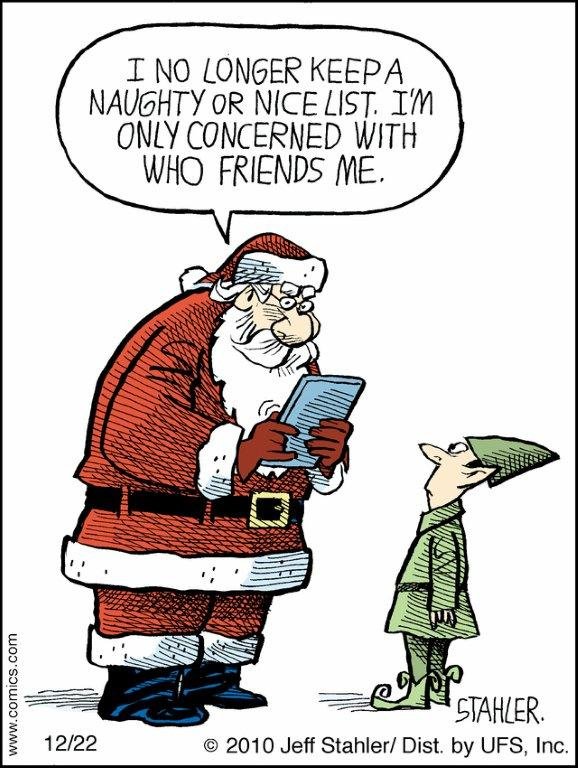 I NO LONGER KEEP A
NAUGHTY OR NICE LIST. I'M
ONLY CONCERNED WITH
WHO FRIENDS ME.
STAHLER.
www.comics.com
12/22
© 2010 Jeff Stahler/ Dist. by UFS, Inc.